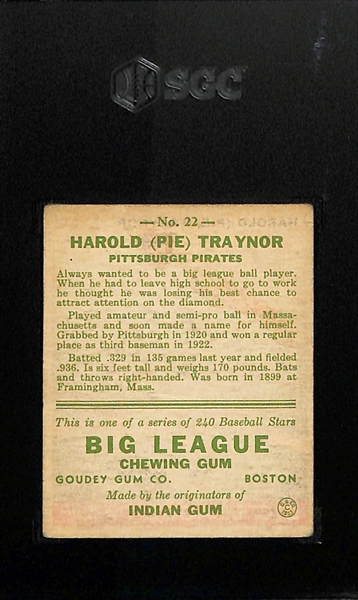 SGC
No. 22
HAROLD (PIE) TRAYNOR
PITTSBURGH PIRATES
Always wanted to be a big league ball player.
When he had to leave high school to go to work
he thought he was losing his best chance to
attract attention on the diamond.
Played amateur and semi-pro ball in Massa-
chusetts and soon made a name for himself.
Grabbed by Pittsburgh in 1920 and won a regular
place as third baseman in 1922.
Batted .329 in 135 games last year and fielded
.936. Is six feet tall and weighs 170 pounds. Bats
and throws right-handed. Was born in 1899 at
Framingham, Mass.
This is one of a series of 240 Baseball Stars
BIG LEAGUE
CHEWING GUM
GOUDEY GUM CO. BOSTON
Made by the originators of
INDIAN GUM